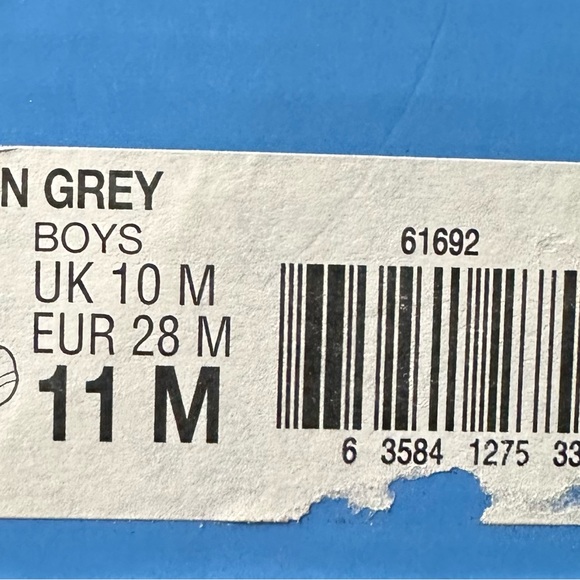 N GREY
BOYS
UK 10 M
EUR 28 M
11 M
61692
6 3584 1275 33